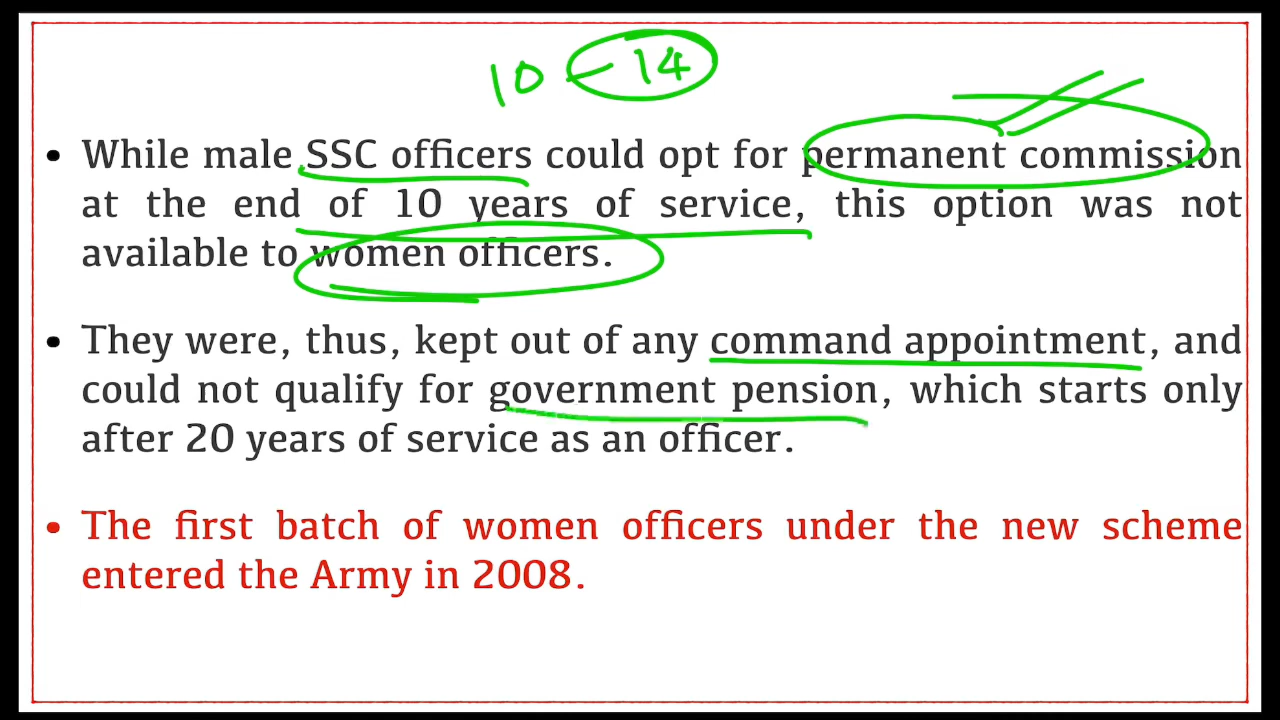 10 - 14
• While male SSC officers could opt for permanent commission
at the end of 10 years of service, this option was not
available to women officers.
• They were, thus, kept out of any command appointment, and
could not qualify for government pension, which starts only
after 20 years of service as an officer.
• The first batch of women officers under the new scheme
entered the Army in 2008.